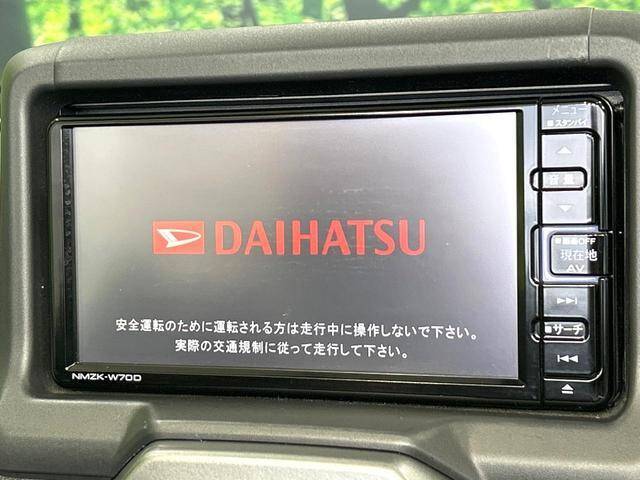 DAIHATSU
安全運転のために運転される方は走行中に操作しないで下さい。
実際の交通規制に従って走行して下さい。
NMZK-W70D
メニュー
スタンバイ
音量
画面OFF
現在地
AV
サーチ